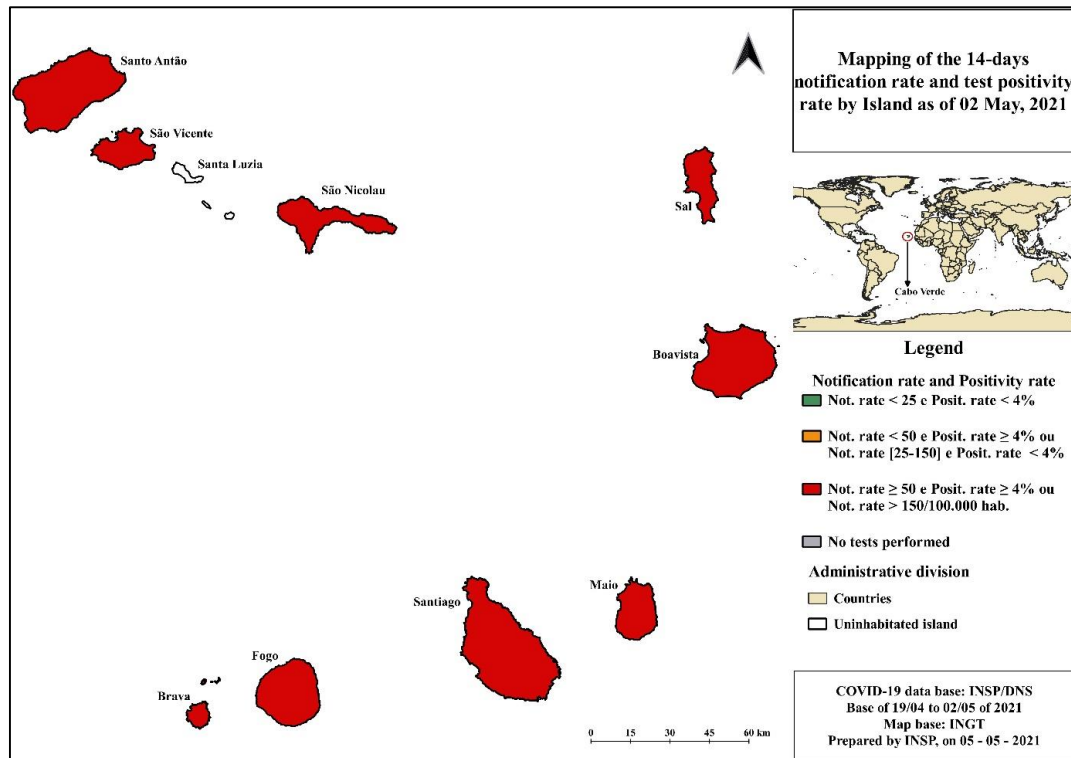 Mapping of the 14-days
notification rate and test positivity
rate by Island as of 02 May, 2021
Santo Antão
São Vicente
Santa Luzia
São Nicolau
Sal
Boavista
Maio
Santiago
Fogo
Brava
0 15 30 45 60 km
Cabo Verde
Legend
Notification rate and Positivity rate
Not. rate < 25 e Posit. rate < 4%
Not. rate < 50 e Posit. rate ≥ 4% ou
Not. rate [25-150] e Posit. rate < 4%
Not. rate ≥ 50 e Posit. rate ≥ 4% ou
Not. rate > 150/100.000 hab.
No tests performed
Administrative division
Countries
Uninhabitated island
COVID-19 data base: INSP/DNS
Base of 19/04 to 02/05 of 2021
Map base: INGT
Prepared by INSP, on 05 - 05 - 2021